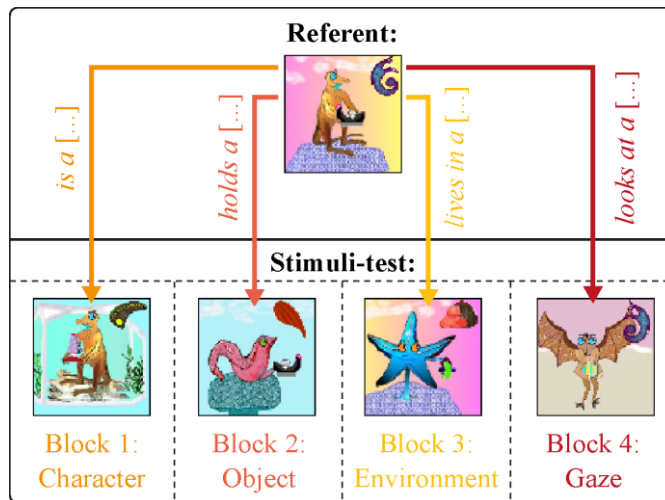 Referent:
is a [...]
holds a [...]
lives in a [...]
looks at a [...]
Stimuli-test:
Block 1:
Character
Block 2:
Object
Block 3:
Environment
Block 4:
Gaze